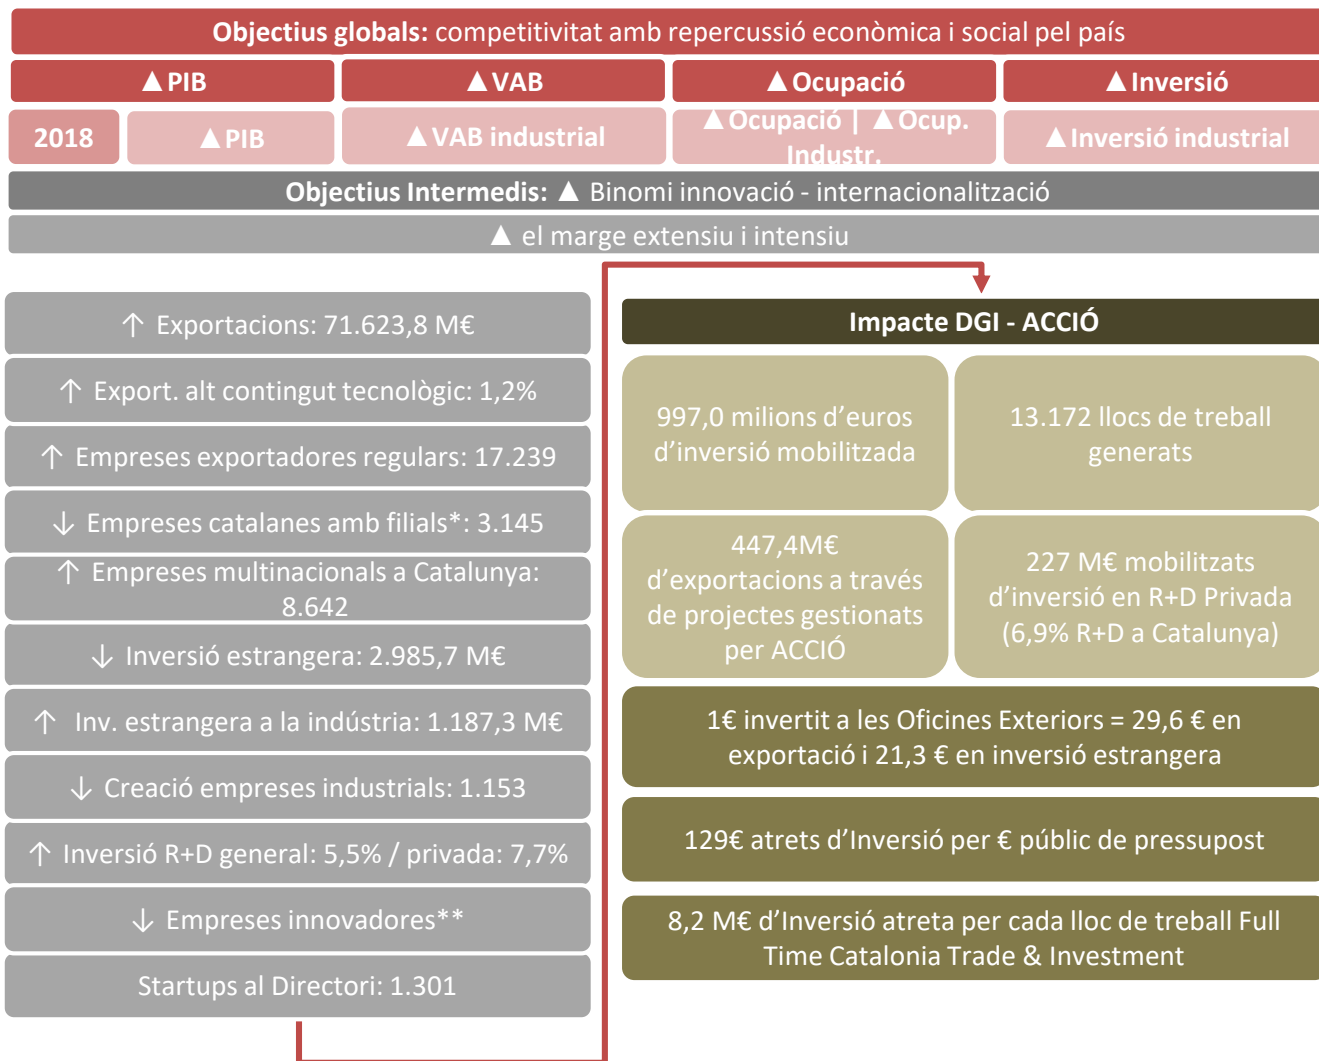 Objectius globals: competitivitat amb repercussió econòmica i social pel país
▲PIB
▲VAB
▲Ocupació
▲Inversió
2018
▲PIB
▲VAB industrial
▲Ocupació | ▲Ocup.
Industr.
▲Inversió industrial
Objectius Intermedis: ▲ Binomi innovació - internacionalització
▲ el marge extensiu i intensiu
↑ Exportacions: 71.623,8 M€
↑ Export. alt contingut tecnològic: 1,2%
↑ Empreses exportadores regulars: 17.239
↓ Empreses catalanes amb filials*: 3.145
↑ Empreses multinacionals a Catalunya:
8.642
↓ Inversió estrangera: 2.985,7 M€
↑ Inv. estrangera a la indústria: 1.187,3 M€
↓ Creació empreses industrials: 1.153
↑ Inversió R+D general: 5,5% / privada: 7,7%
↓ Empreses innovadores**
Startups al Directori: 1.301
Impacte DGI - ACCIÓ
997,0 milions d’euros
d’inversió mobilitzada
13.172 llocs de treball
generats
447,4M€
d’exportacions a través
de projectes gestionats
per ACCIÓ
227 M€ mobilitzats
d’inversió en R+D Privada
(6,9% R+D a Catalunya)
1€ invertit a les Oficines Exteriors = 29,6 € en
exportació i 21,3 € en inversió estrangera
129€ atrets d’Inversió per € públic de pressupost
8,2 M€ d’Inversió atreta per cada lloc de treball Full
Time Catalonia Trade & Investment